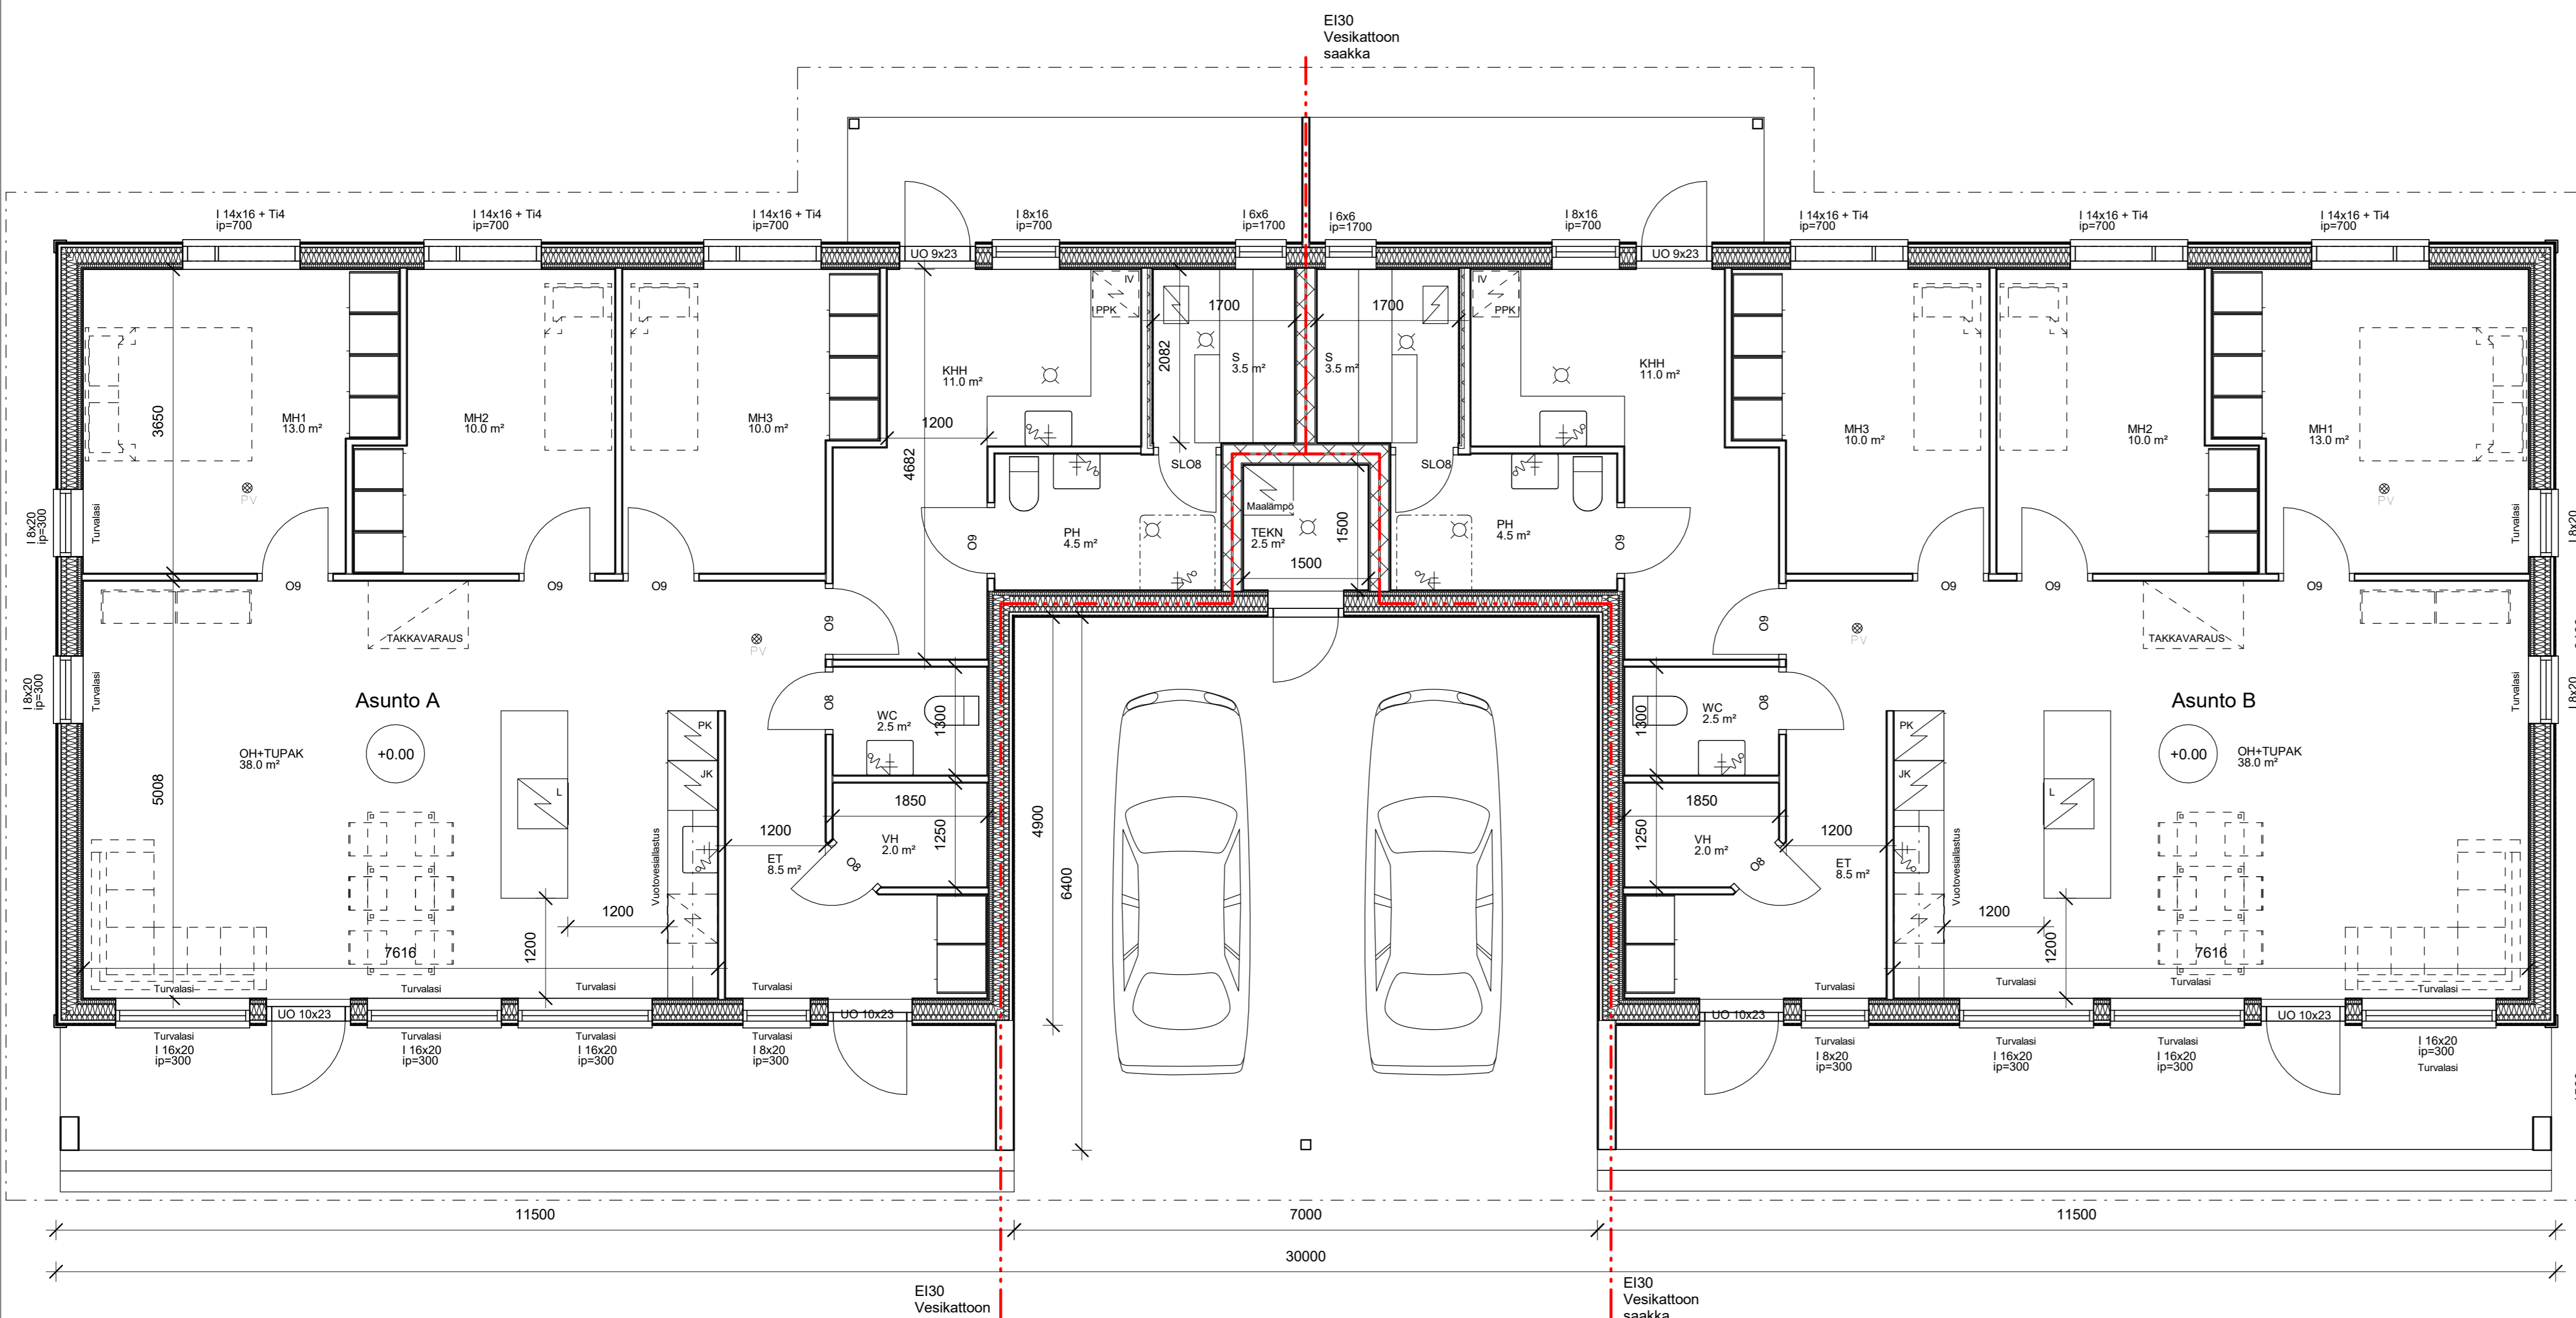 EI30
Vesikattoon
saakka
I 14x16 + Ti4
ip=700
I 14x16 + Ti4
ip=700
I 14x16 + Ti4
ip=700
I 8x16
ip=700
I 6x6
ip=1700
I 6x6
ip=1700
I 8x16
ip=700
I 14x16 + Ti4
ip=700
I 14x16 + Ti4
ip=700
I 14x16 + Ti4
ip=700
UO 9x23
UO 9x23
IV
PPK
1700
1700
IV
PPK
2082
S
3.5 m²
S
3.5 m²
KHH
11.0 m²
KHH
11.0 m²
3650
MH1
13.0 m²
MH2
10.0 m²
MH3
10.0 m²
1200
4682
MH3
10.0 m²
MH2
10.0 m²
MH1
13.0 m²
SLO8
SLO8
PV
PV
I 8x20
ip=300
Turvalasi
PH
4.5 m²
O9
Maalämpö
TEKN
2.5 m²
1500
1500
PH
4.5 m²
O9
Turvalasi
I 8x20
O9
O9
O9
O9
O9
O9
TAKKAVARAUS
PV
O9
O9
PV
TAKKAVARAUS
I 8x20
ip=300
Turvalasi
Asunto A
+0.00
OH+TUPAK
38.0 m²
PK
JK
L
O8
WC
2.5 m²
1300
1300
WC
2.5 m²
O8
PK
JK
L
Asunto B
+0.00
OH+TUPAK
38.0 m²
Turvalasi
I 8x20
5008
Vuotovesiallastus
1200
1850
1250
VH
2.0 m²
O8
ET
8.5 m²
4900
6400
1850
1250
VH
2.0 m²
O8
1200
ET
8.5 m²
Vuotovesiallastus
7616
1200
1200
1200
1200
7616
Turvalasi
Turvalasi
Turvalasi
Turvalasi
Turvalasi
Turvalasi
Turvalasi
Turvalasi
UO 10x23
UO 10x23
UO 10x23
UO 10x23
Turvalasi
I 16x20
ip=300
Turvalasi
I 16x20
ip=300
Turvalasi
I 16x20
ip=300
Turvalasi
I 8x20
ip=300
Turvalasi
I 8x20
ip=300
Turvalasi
I 16x20
ip=300
Turvalasi
I 16x20
ip=300
I 16x20
ip=300
Turvalasi
11500
7000
11500
30000
EI30
Vesikattoon
EI30
Vesikattoon
saakka